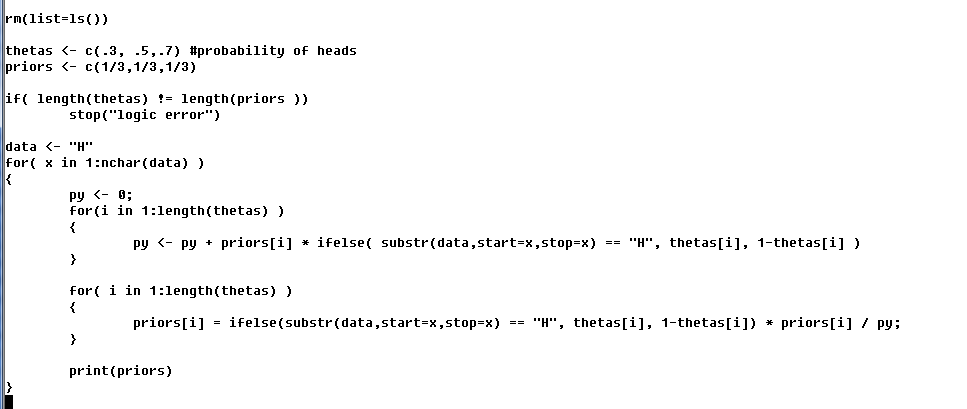 rm(list=ls())
thetas <- c(.3, .5,.7) #probability of heads
priors <- c(1/3,1/3,1/3)
if( length(thetas) != length(priors ))
stop("logic error")
data <- "H"
for( x in 1:nchar(data) )
{
py <- 0;
for(i in 1:length(thetas) )
{
py <- py + priors[i] * ifelse( substr(data,start=x,stop=x) == "H", thetas[i], 1-thetas[i] )
}
for( i in 1:length(thetas) )
{
priors[i] = ifelse(substr(data,start=x,stop=x) == "H", thetas[i], 1-thetas[i]) * priors[i] / py;
}
print(priors)
}